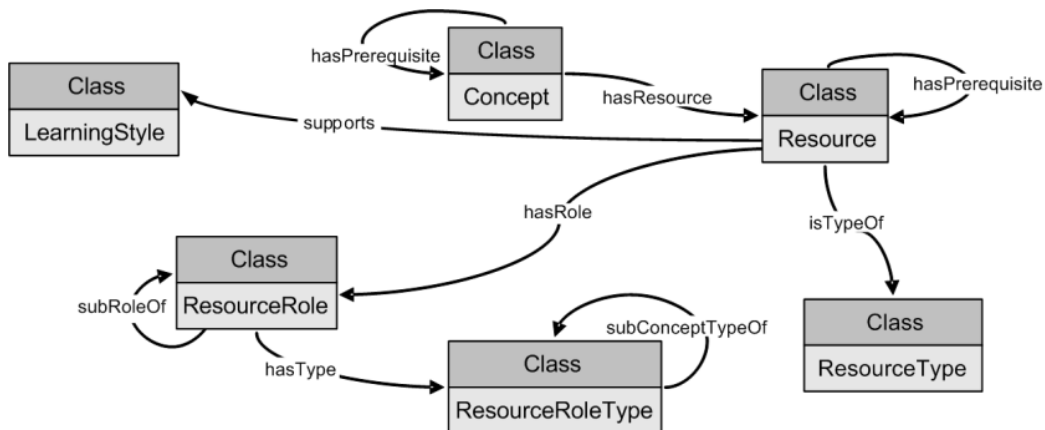 Class
hasPrerequisite
Concept
hasResource
Class
hasPrerequisite
Resource
Class
LearningStyle
supports
hasRole
isTypeOf
Class
ResourceRole
subRoleOf
hasType
subConceptTypeOf
Class
ResourceRoleType
Class
ResourceType